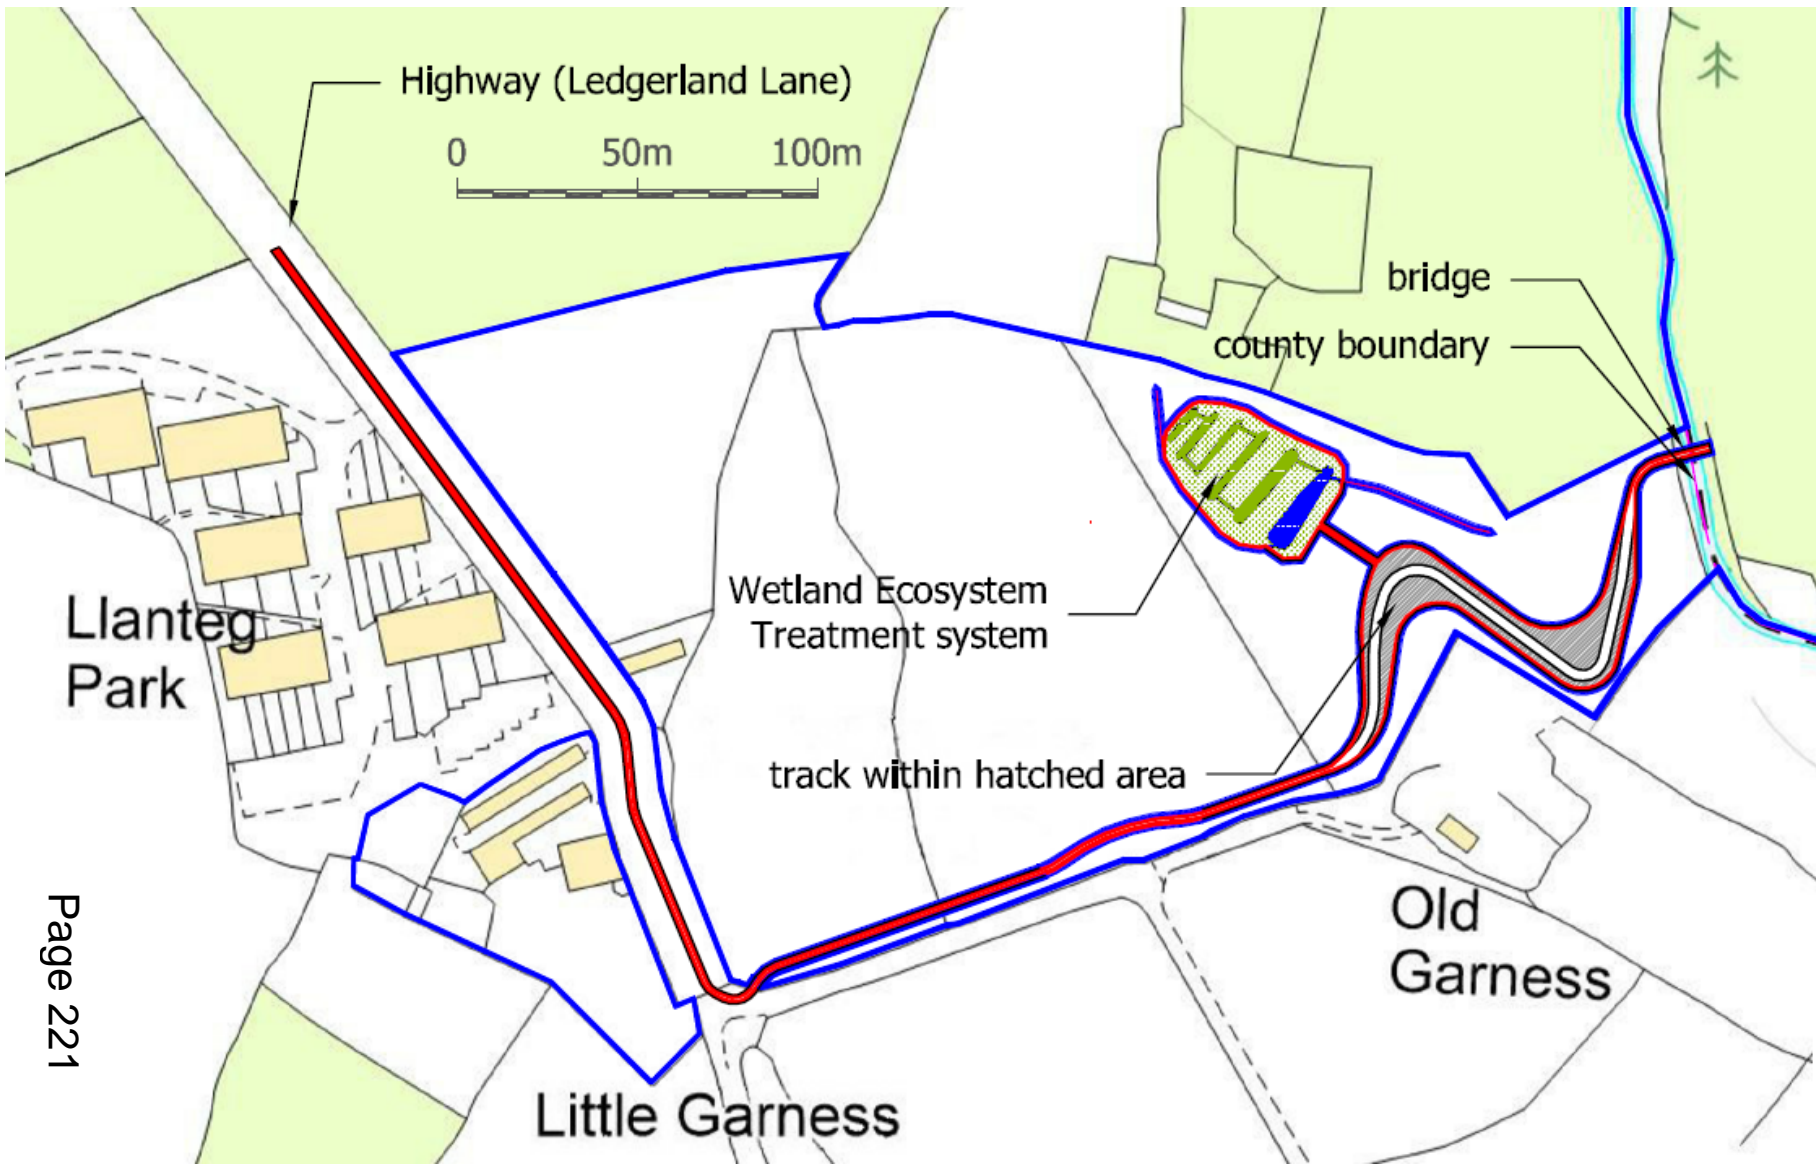 Highway (Ledgerland Lane)
0 50m 100m
bridge
county boundary
Wetland Ecosystem
Treatment system
Llanteg
Park
track within hatched area
Old
Garness
Page 221
Little Garness